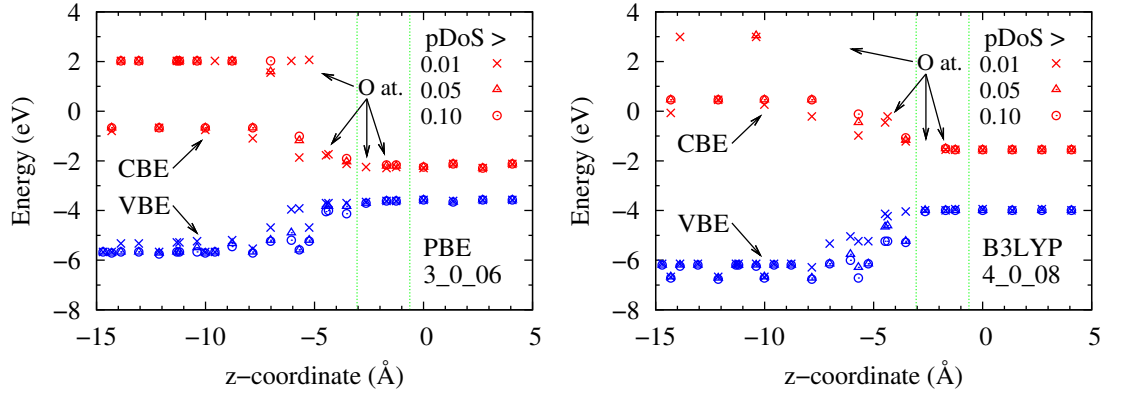 4
2
0
−2
−4
−6
−8
−15
−10
−5
0
5
Energy (eV)
z−coordinate (Å)
pDoS >
0.01
0.05
0.10
O at.
CBE
VBE
PBE
3_0_06
4
2
0
−2
−4
−6
−8
−15
−10
−5
0
5
Energy (eV)
z−coordinate (Å)
pDoS >
0.01
0.05
0.10
O at.
CBE
VBE
B3LYP
4_0_08